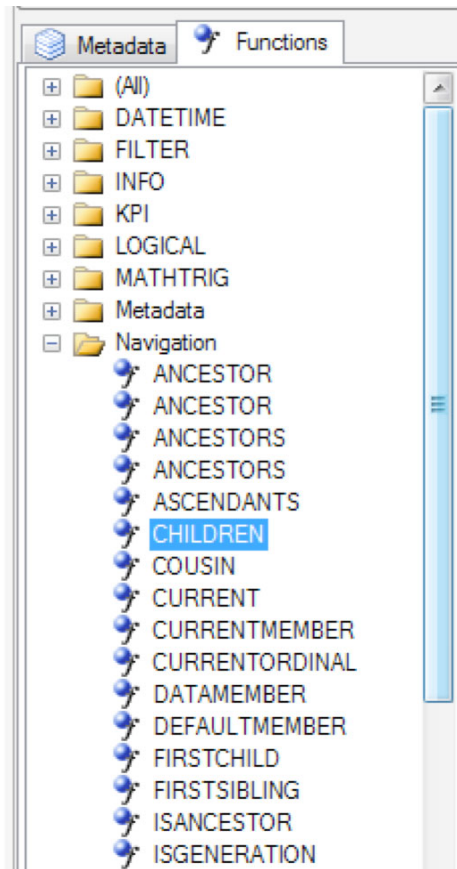 Metadata Functions
(All)
DATETIME
FILTER
INFO
KPI
LOGICAL
MATHTRIG
Metadata
Navigation
ANCESTOR
ANCESTOR
ANCESTORS
ANCESTORS
ASCENDANTS
CHILDREN
COUSIN
CURRENT
CURRENTMEMBER
CURRENTORDINAL
DATAMEMBER
DEFAULTMEMBER
FIRSTCHILD
FIRSTSIBLING
ISANCESTOR
ISGENERATION